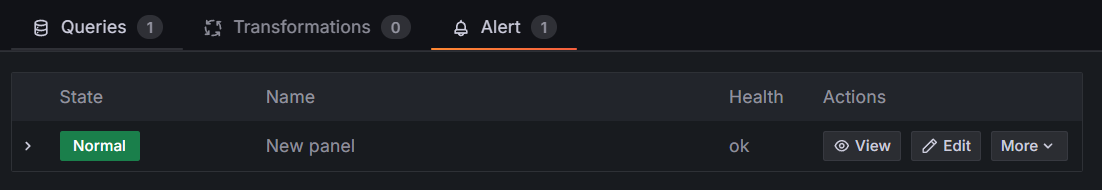 Queries 1 Transformations 0 Alert 1
State Name Health Actions
Normal New panel ok View Edit More